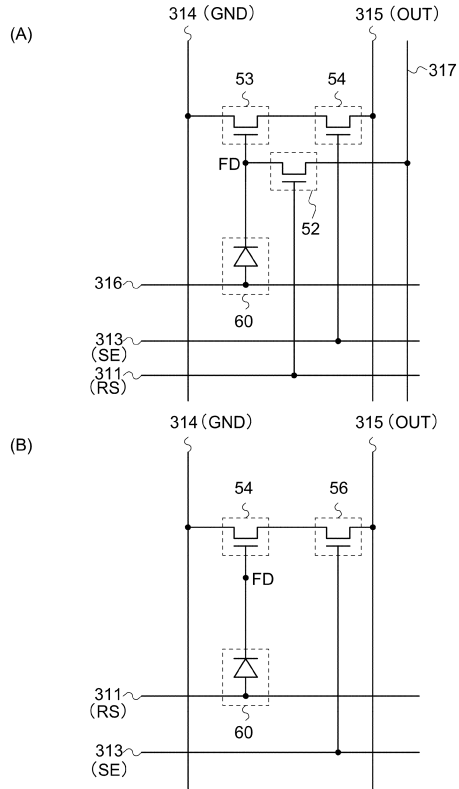 (A)
314 (GND)
315 (OUT)
317
53
54
FD
52
316
60
313
(SE)
311
(RS)
(B)
314 (GND)
315 (OUT)
54
56
FD
311
(RS)
60
313
(SE)